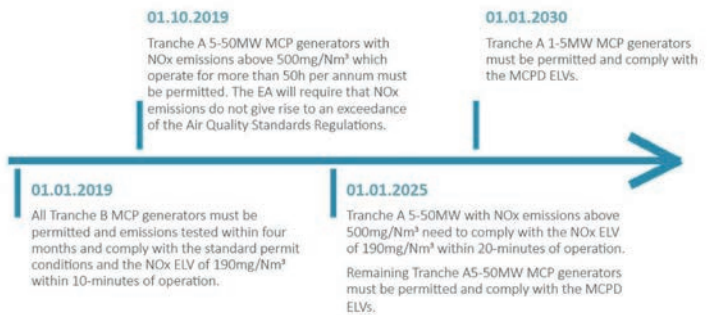 01.10.2019
Tranche A 5-50MW MCP generators with
NOx emissions above 500mg/Nm³ which
operate for more than 50h per annum must
be permitted. The EA will require that NOx
emissions do not give rise to an exceedance
of the Air Quality Standards Regulations.
01.01.2030
Tranche A 1-5MW MCP generators
must be permitted and comply with
the MCPD ELVs.
01.01.2019
All Tranche B MCP generators must be
permitted and emissions tested within four
months and comply with the standard permit
conditions and the NOx ELV of 190mg/Nm³
within 10-minutes of operation.
01.01.2025
Tranche A 5-50MW with NOx emissions above
500mg/Nm³ need to comply with the NOx ELV
of 190mg/Nm³ within 20-minutes of operation.
Remaining Tranche A5-50MW MCP generators
must be permitted and comply with the MCPD
ELVs.